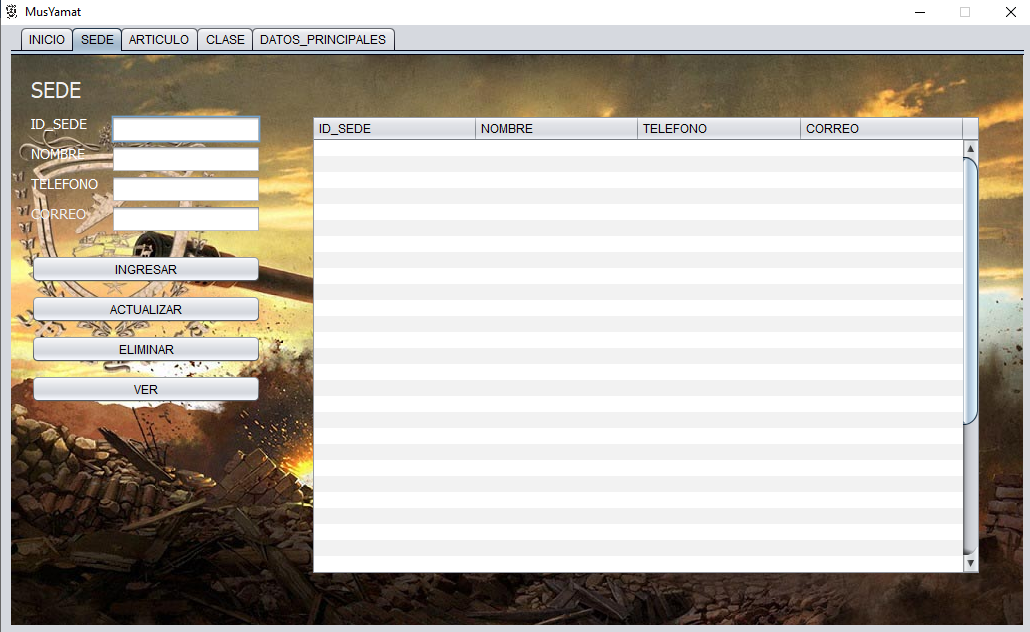 MusYamat
INICIO SEDE ARTICULO CLASE DATOS_PRINCIPALES
SEDE
ID_SEDE
NOMBRE
TELEFONO
CORREO
INGRESAR
ACTUALIZAR
ELIMINAR
VER
ID_SEDE NOMBRE TELEFONO CORREO